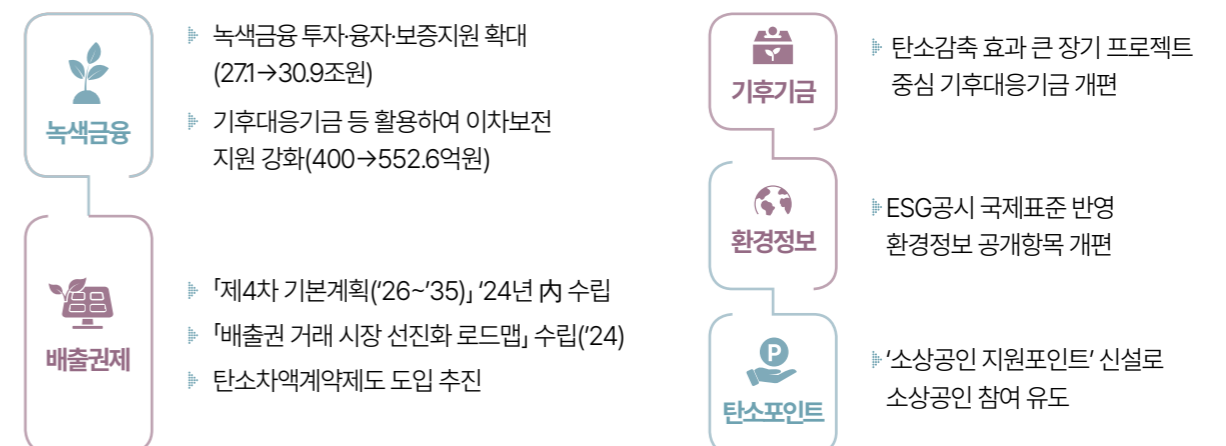 녹색금융
녹색금융 투자·융자·보증지원 확대
(27.1→30.9조원)
기후대응기금 등 활용하여 이차보전
지원 강화(400→552.6억원)
배출권제
「제4차 기본계획('26~'35)」 '24년 內 수립
「배출권 거래 시장 선진화 로드맵」 수립('24)
탄소차액계약제도 도입 추진
기후기금
탄소감축 효과 큰 장기 프로젝트
중심 기후대응기금 개편
환경정보
ESG공시 국제표준 반영
환경정보 공개항목 개편
P
탄소포인트
'소상공인 지원포인트' 신설로
소상공인 참여 유도